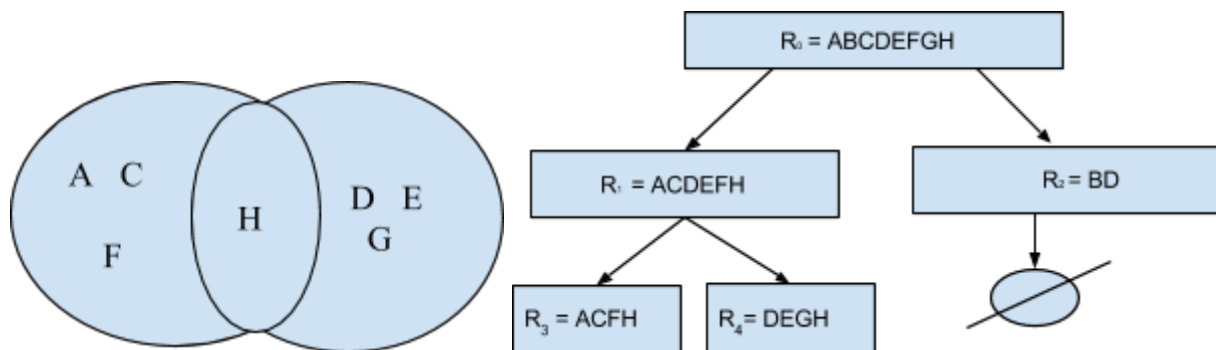 A C
F
H
D E
G
R₀ = ABCDEFGH
R₁ = ACDEFH
R₂ = BD
R₃ = ACFH
R₄= DEGH